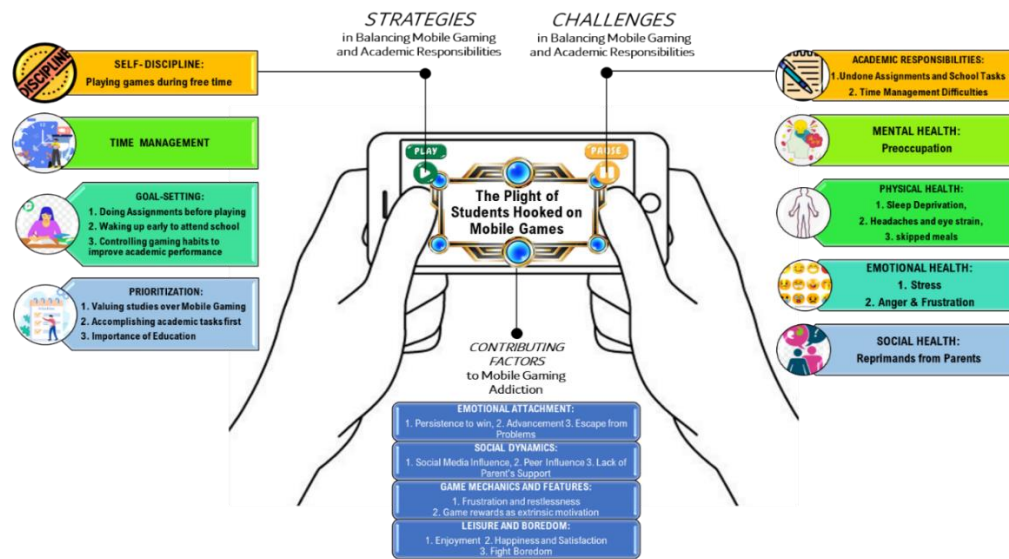 STRATEGIES
in Balancing Mobile Gaming
and Academic Responsibilities
CHALLENGES
in Balancing Mobile Gaming
and Academic Responsibilities
DISCIPLINE
SELF- DISCIPLINE:
Playing games during free time
TIME MANAGEMENT
GOAL-SETTING:
1. Doing Assignments before playing
2. Waking up early to attend school
3. Controlling gaming habits to
improve academic performance
PRIORITIZATION:
1. Valuing studies over Mobile Gaming
2. Accomplishing academic tasks first
3. Importance of Education
PLAY
PAUSE
The Plight of
Students Hooked on
Mobile Games
ACADEMIC RESPONSIBILITIES:
1.Undone Assignments and School Tasks
2. Time Management Difficulties
MENTAL HEALTH:
Preoccupation
PHYSICAL HEALTH:
1. Sleep Deprivation,
2. Headaches and eye strain,
3. skipped meals
EMOTIONAL HEALTH:
1. Stress
2. Anger & Frustration
SOCIAL HEALTH:
Reprimands from Parents
CONTRIBUTING
FACTORS
to Mobile Gaming
Addiction
EMOTIONAL ATTACHMENT:
1. Persistence to win, 2. Advancement 3. Escape from
Problems
SOCIAL DYNAMICS:
1. Social Media Influence, 2. Peer Influence 3. Lack of
Parent's Support
GAME MECHANICS AND FEATURES:
1. Frustration and restlessness
2. Game rewards as extrinsic motivation
LEISURE AND BOREDOM:
1. Enjoyment 2. Happiness and Satisfaction
3. Fight Boredom